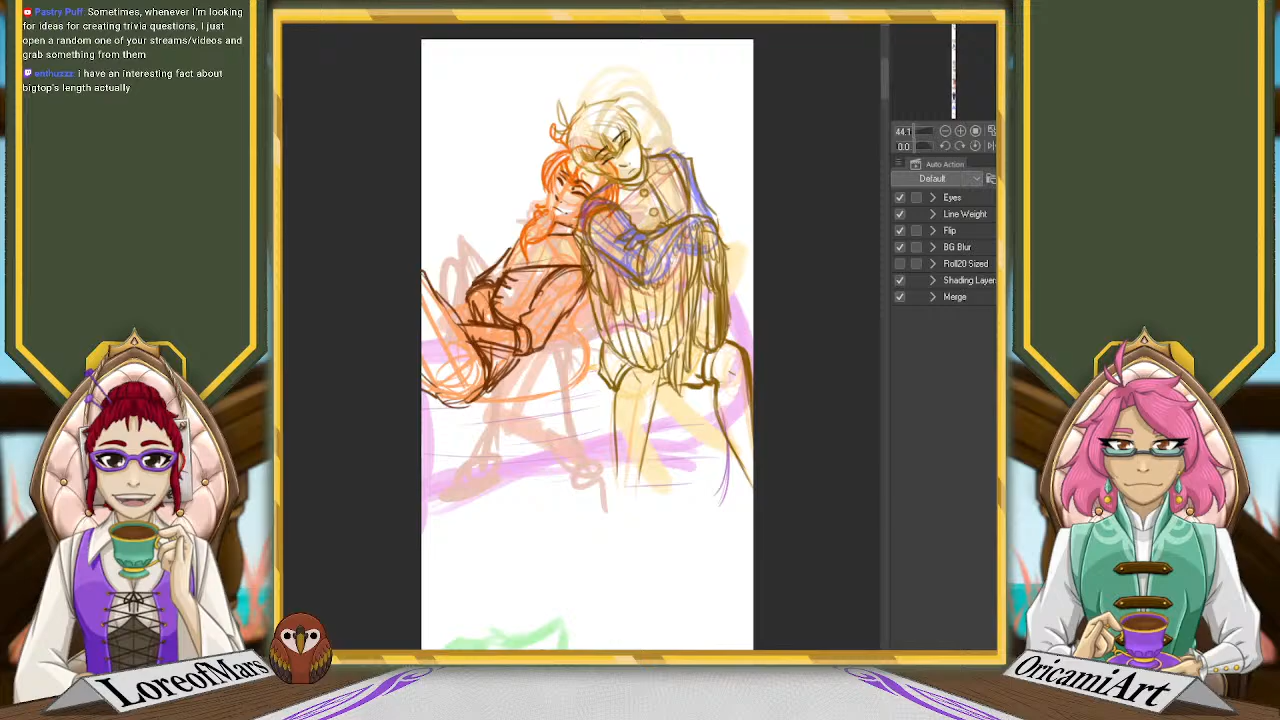 Pastry Puff: Sometimes, whenever I'm looking
for ideas for creating trivia questions, I just
open a random one of your streams/videos and
grab something from them
enthuzzz: i have an interesting fact about
bigtop's length actually
44.1
0.0
Auto Action
Default
Eyes
Line Weight
Flip
BG Blur
Roll20 Sized
Shading Layer
Merge
LoreofMars
OricamiArt